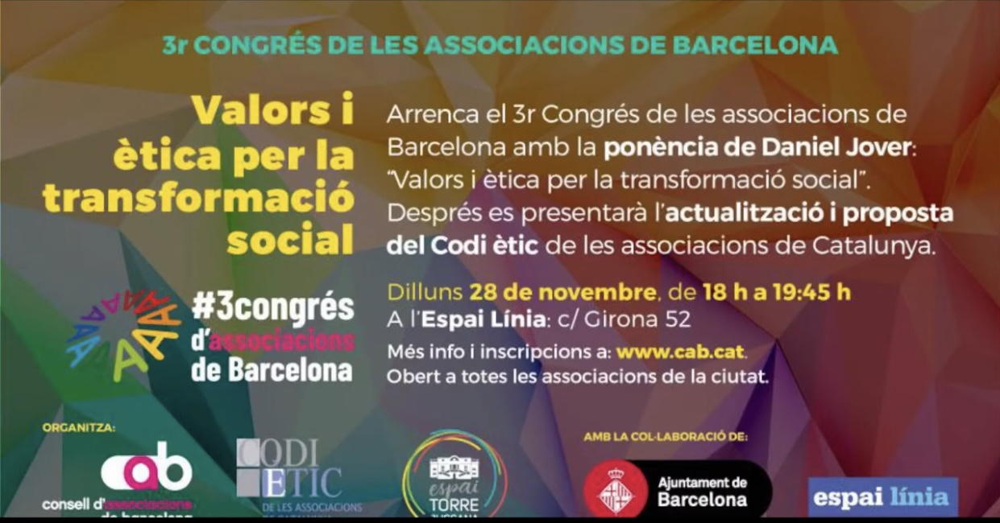 3r CONGRÉS DE LES ASSOCIACIONS DE BARCELONA
Valors i
ètica per la
transformació
social
Arrenca el 3r Congrés de les associacions de
Barcelona amb la ponència de Daniel Jover:
“Valors i ètica per la transformació social”.
Després es presentarà l'actualització i proposta
del Codi ètic de les associacions de Catalunya.
#3congrés
d'associacions
de Barcelona
Dilluns 28 de novembre, de 18 h a 19:45 h
A l'Espai Línia: c/ Girona 52
Més info i inscripcions a: www.cab.cat.
Obert a totes les associacions de la ciutat.
ORGANITZA:
cab
consell d'associacions
de barcelona
CODI
ETIC
DE LES ASSOCIACIONS
espai
TORRE
JUSSANA
AMB LA COL·LABORACIÓ DE:
Ajuntament de
Barcelona
espai línia